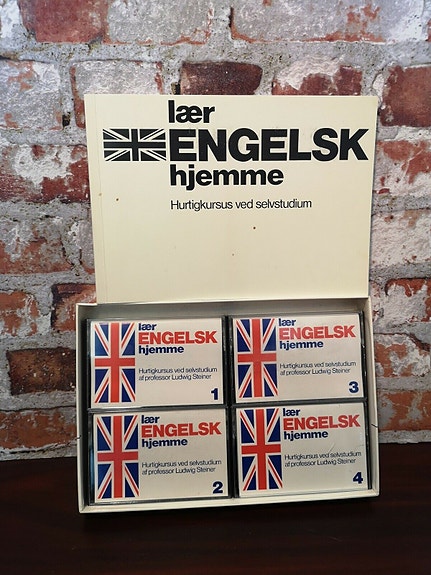 lær
ENGELSK
hjemme
Hurtigkursus ved selvstudium
lær
ENGELSK
hjemme
Hurtigkursus ved selvstudium
af professor Ludwig Steiner
1
lær
ENGELSK
hjemme
Hurtigkursus ved selvstudium
af professor Ludwig Steiner
3
lær
ENGELSK
hjemme
Hurtigkursus ved selvstudium
af professor Ludwig Steiner
2
lær
ENGELSK
hjemme
Hurtigkursus ved selvstudium
af professor Ludwig Steiner
4